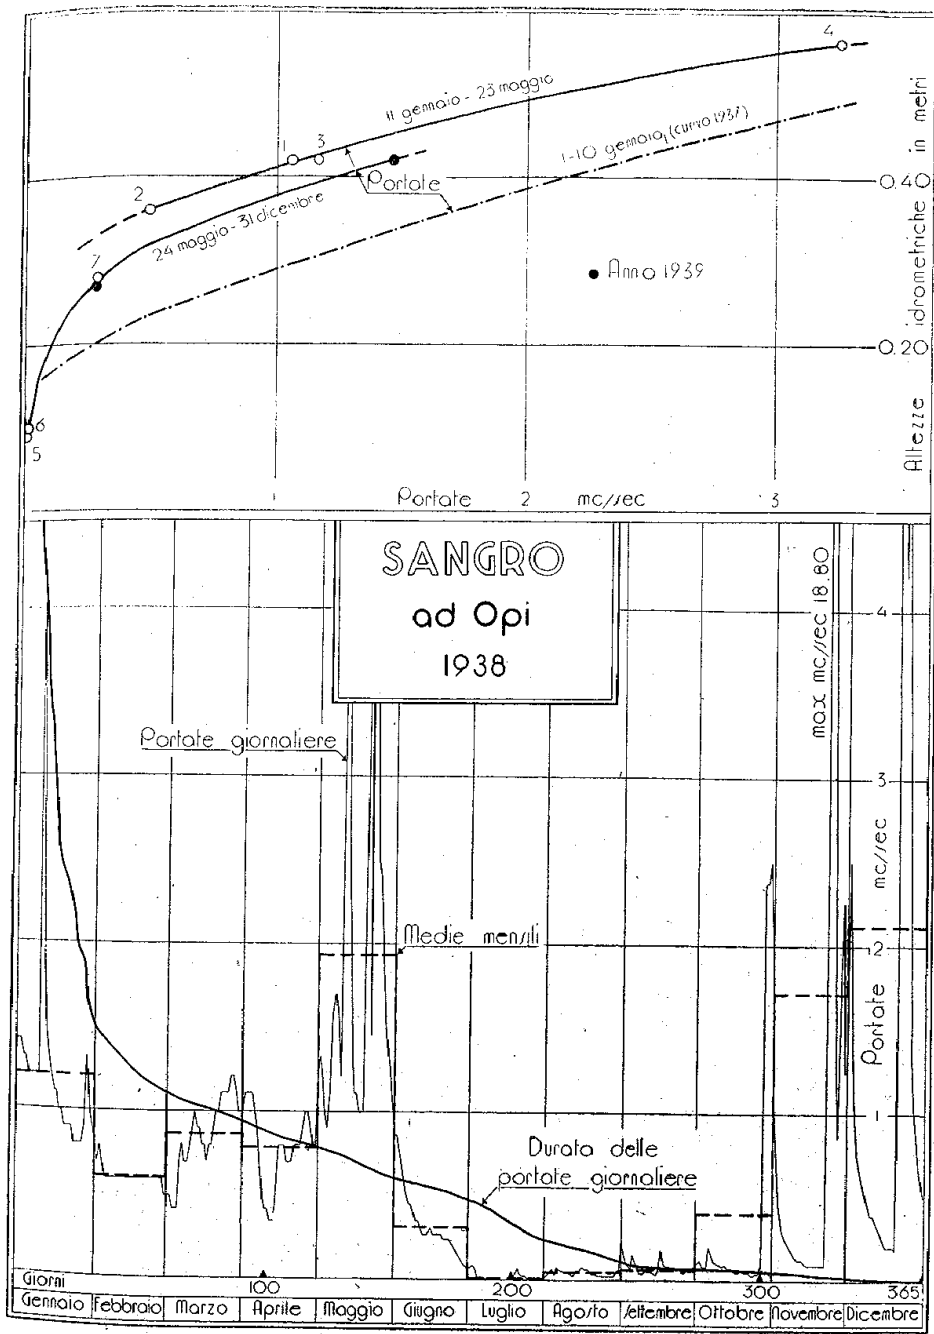 4
11 gennaio - 23 maggio
1-10 gennaio (curva 1937)
1
3
2
Portate
0.40
24 maggio - 31 dicembre
7
Anno 1939
0.20
6
5
Altezze idrometriche in metri
1
Portate
2
mc/sec
3
SANGRO
ad Opi
1938
max mc/sec 18.80
4
Portate giornaliere
3
Portate mc/sec
Medie mensili
2
1
Durata delle
portate giornaliere
Giorni
100
200
300
365
Gennaio
Febbraio
Marzo
Aprile
Maggio
Giugno
Luglio
Agosto
Settembre
Ottobre
Novembre
Dicembre